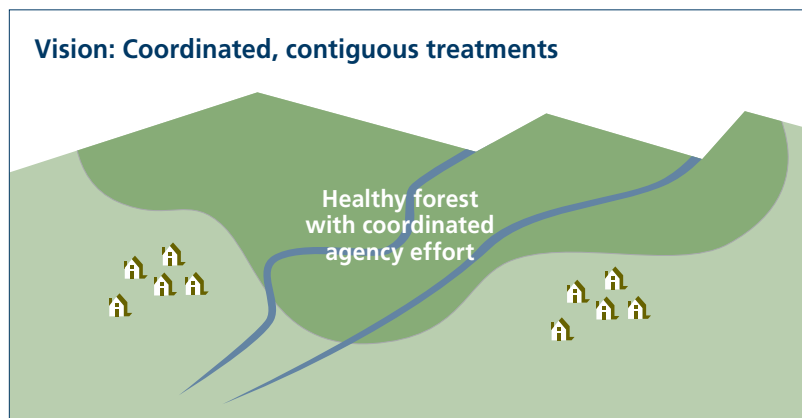 Vision: Coordinated, contiguous treatments
Healthy forest
with coordinated
agency effort